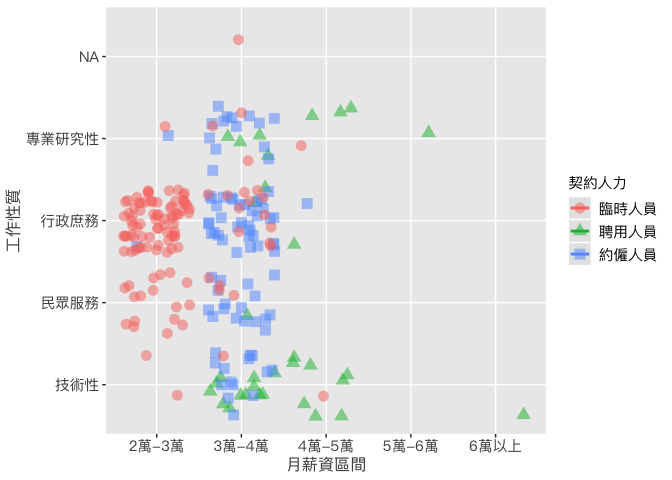 NA
專業研究性
行政庶務
民眾服務
技術性
工作性質
2萬–3萬
3萬–4萬
4萬–5萬
5萬–6萬
6萬以上
月薪資區間
契約人力
臨時人員
聘用人員
約僱人員